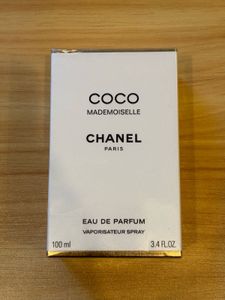 COCO
MADEMOISELLE
CHANEL
PARIS
EAU DE PARFUM
VAPORISATEUR SPRAY
100 ml 3.4 FL.OZ.